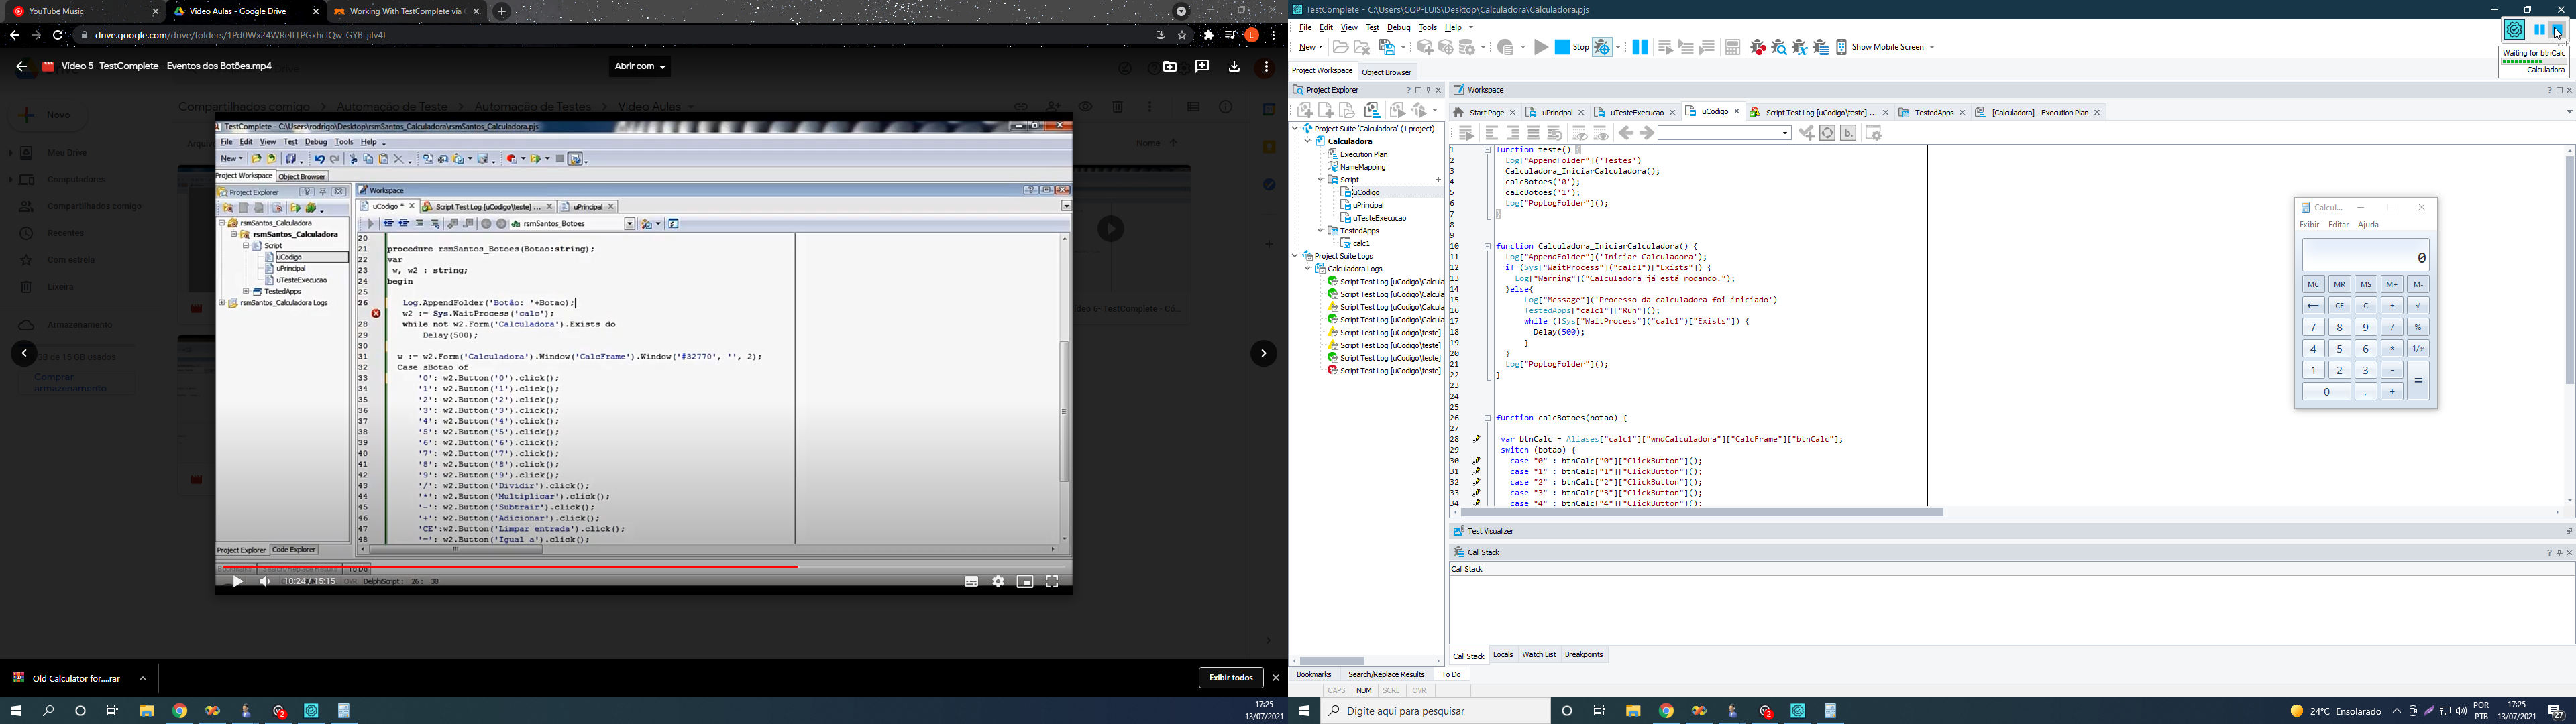 YouTube Music
Video Aulas - Google Drive
Working With TestComplete via
drive.google.com/drive/folders/1Pd0Wx24WReItTPGxhcIQw-GYB-jilv4L
Vídeo 5- TestComplete - Eventos dos Botões.mp4
Abrir com
Novo
Compartilhados comigo
Automação de Teste
Automação de Testes
Video Aulas
Meu Drive
Computadores
Compartilhados comigo
Recentes
Com estrela
Lixeira
Armazenamento
GB de 15 GB usados
Comprar
armazenamento
Nome
TestComplete - C:\Users\rodrigo\Desktop\rsmSantos_Calculadora\rsmSantos_Calculadora.pjs
File Edit View Test Debug Tools Help
New
Project Workspace
Object Browser
Project Explorer
Workspace
uCodigo *
Script Test Log [uCodigo\teste] ...
uPrincipal
rsmSantos_Botoes
rsmSantos_Calculadora
rsmSantos_Calculadora
Script
uCodigo
uPrincipal
uTesteExecucao
TestedApps
rsmSantos_Calculadora Logs
20
21 procedure rsmSantos_Botoes(Botao:string);
22 var
23 w, w2 : string;
24 begin
25
26 Log.AppendFolder('Botão: '+Botao);
w2 := Sys.WaitProcess('calc');
28 while not w2.Form('Calculadora').Exists do
29 Delay(500);
30
31 w := w2.Form('Calculadora').Window('CalcFrame').Window('#32770', '', 2);
32 Case sBotao of
33 '0': w2.Button('0').click();
34 '1': w2.Button('1').click();
35 '2': w2.Button('2').click();
36 '3': w2.Button('3').click();
37 '4': w2.Button('4').click();
38 '5': w2.Button('5').click();
39 '6': w2.Button('6').click();
40 '7': w2.Button('7').click();
41 '8': w2.Button('8').click();
42 '9': w2.Button('9').click();
43 '/': w2.Button('Dividir').click();
44 '*': w2.Button('Multiplicar').click();
45 '-': w2.Button('Subtrair').click();
46 '+': w2.Button('Adicionar').click();
47 'CE':w2.Button('Limpar entrada').click();
48 '=': w2.Button('Igual a').click();
Project Explorer
Code Explorer
10:24 / 15:15
DelphiScript : 26 : 38
Old Calculator for....rar
Exibir todos
17:25
13/07/2021
TestComplete - C:\Users\CQP-LUIS\Desktop\Calculadora\Calculadora.pjs
File Edit View Test Debug Tools Help
New
Stop
Show Mobile Screen
Waiting for btnCalc
Calculadora
Project Workspace
Object Browser
Project Explorer
Workspace
Start Page
uPrincipal
uTesteExecucao
uCodigo
Script Test Log [uCodigo\teste] ...
TestedApps
[Calculadora] - Execution Plan
Project Suite 'Calculadora' (1 project)
Calculadora
Execution Plan
NameMapping
Script
uCodigo
uPrincipal
uTesteExecucao
TestedApps
calc1
Project Suite Logs
Calculadora Logs
Script Test Log [uCodigo\Calcula
Script Test Log [uCodigo\Calcula
Script Test Log [uCodigo\Calcula
Script Test Log [uCodigo\Calcula
Script Test Log [uCodigo\teste]
Script Test Log [uCodigo\teste]
Script Test Log [uCodigo\teste]
Script Test Log [uCodigo\teste]
1 function teste() {
2 Log["AppendFolder"]('Testes')
3 Calculadora_IniciarCalculadora();
4 calcBotoes('0');
5 calcBotoes('1');
6 Log["PopLogFolder"]();
7 }
8
9
10 function Calculadora_IniciarCalculadora() {
11 Log["AppendFolder"]('Iniciar Calculadora');
12 if (Sys["WaitProcess"]("calc1")["Exists"]) {
13 Log["Warning"]("Calculadora já está rodando.");
14 }else{
15 Log["Message"]('Processo da calculadora foi iniciado')
16 TestedApps["calc1"]["Run"]();
17 while (!Sys["WaitProcess"]("calc1")["Exists"]) {
18 Delay(500);
19 }
20 }
21 Log["PopLogFolder"]();
22 }
23
24
25
26 function calcBotoes(botao) {
27
28 var btnCalc = Aliases["calc1"]["wndCalculadora"]["CalcFrame"]["btnCalc"];
29 switch (botao) {
30 case "0" : btnCalc["0"]["ClickButton"]();
31 case "1" : btnCalc["1"]["ClickButton"]();
32 case "2" : btnCalc["2"]["ClickButton"]();
33 case "3" : btnCalc["3"]["ClickButton"]();
34 case "4" : btnCalc["4"]["ClickButton"]();
Calcul...
Exibir Editar Ajuda
0
MC MR MS M+ M-
← CE C ± √
7 8 9 / %
4 5 6 * 1/x
1 2 3 - =
0 , +
Test Visualizer
Call Stack
Call Stack
Call Stack Locals Watch List Breakpoints
Bookmarks Search/Replace Results To Do
CAPS NUM SCRL OVR
Digite aqui para pesquisar
24°C Ensolarado
POR
PTB
17:25
13/07/2021
27